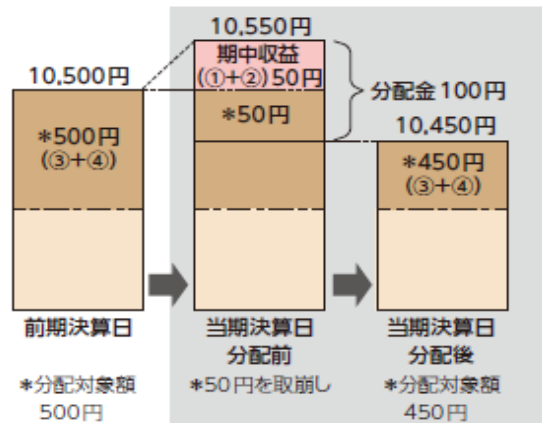 10,550円
期中収益
(①+②)50円
10,500円
分配金100円
*50円
10,450円
*500円
(③+④)
*450円
(③+④)
前期決算日
当期決算日
分配前
当期決算日
分配後
*分配対象額
500円
*50円を取崩し
*分配対象額
450円